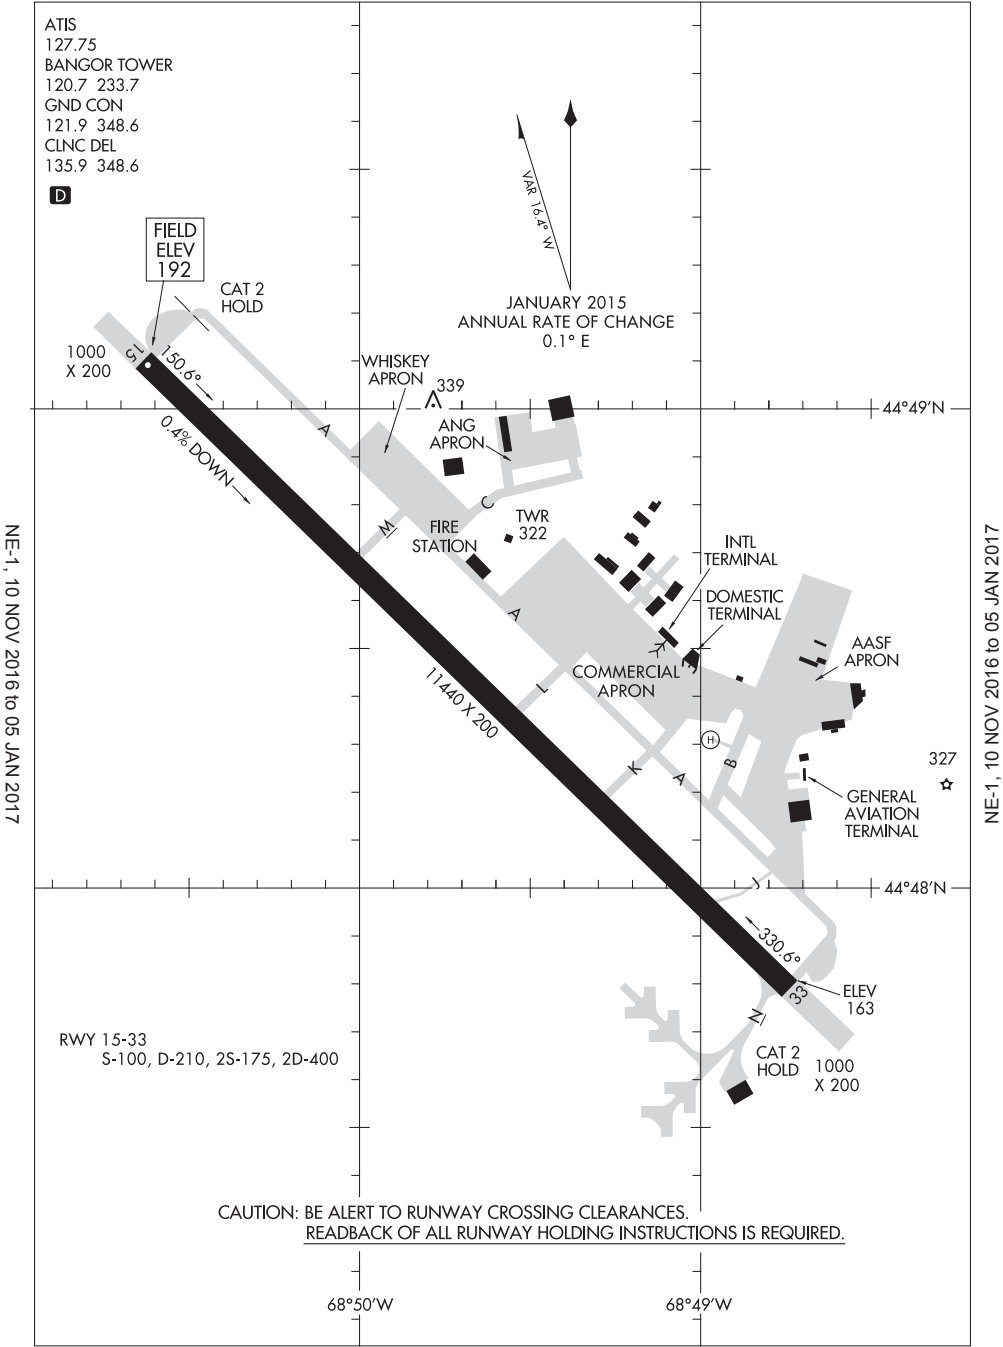 ATIS
127.75
BANGOR TOWER
120.7 233.7
GND CON
121.9 348.6
CLNC DEL
135.9 348.6
D
FIELD
ELEV
192
CAT 2
HOLD
VAR 16.4° W
JANUARY 2015
ANNUAL RATE OF CHANGE
0.1° E
1000
X 200
15
150.6°
0.4% DOWN
A
WHISKEY
APRON
339
ANG
APRON
44°49'N
C
M
FIRE
STATION
TWR
322
INTL
TERMINAL
DOMESTIC
TERMINAL
A
AASF
APRON
COMMERCIAL
APRON
L
11440 X 200
H
K
A
B
327
GENERAL
AVIATION
TERMINAL
J
44°48'N
330.6°
33
ELEV
163
N
CAT 2
HOLD
1000
X 200
RWY 15-33
S-100, D-210, 2S-175, 2D-400
CAUTION: BE ALERT TO RUNWAY CROSSING CLEARANCES.
READBACK OF ALL RUNWAY HOLDING INSTRUCTIONS IS REQUIRED.
68°50'W
68°49'W
NE-1, 10 NOV 2016 to 05 JAN 2017
NE-1, 10 NOV 2016 to 05 JAN 2017